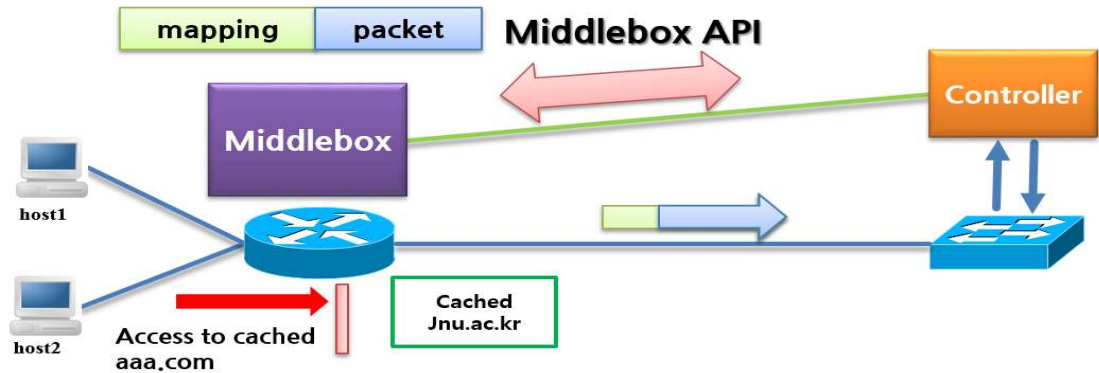 mapping packet
Middlebox API
Controller
Middlebox
host1
host2
Cached
Jnu.ac.kr
Access to cached
aaa.com